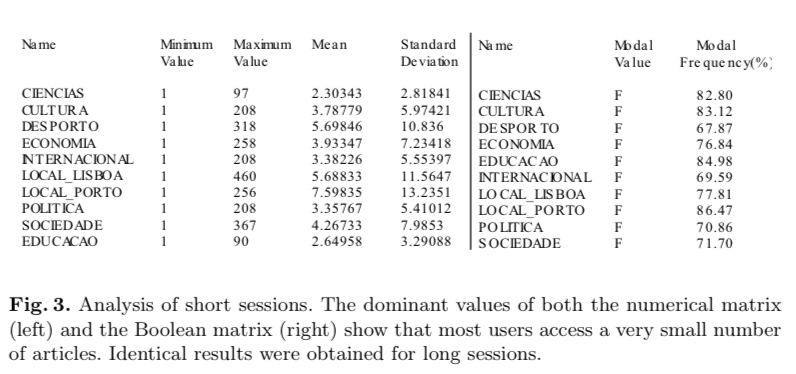 Name Minimum Value Maximum Value Mean Standard Deviation
CIENCIAS 1 97 2.30343 2.81841
CULTURA 1 208 3.78779 5.97421
DESPORTO 1 318 5.69846 10.836
ECONOMIA 1 258 3.93347 7.23418
INTERNACIONAL 1 208 3.38226 5.55397
LOCAL_LISBOA 1 460 5.68833 11.5647
LOCAL_PORTO 1 256 7.59835 13.2351
POLITICA 1 208 3.35767 5.41012
SOCIEDADE 1 367 4.26733 7.9853
EDUCACAO 1 90 2.64958 3.29088
Name Modal Value Modal Frequency(%)
CIENCIAS F 82.80
CULTURA F 83.12
DESPORTO F 67.87
ECONOMIA F 76.84
EDUCACAO F 84.98
INTERNACIONAL F 69.59
LOCAL_LISBOA F 77.81
LOCAL_PORTO F 86.47
POLITICA F 70.86
SOCIEDADE F 71.70
Fig. 3. Analysis of short sessions. The dominant values of both the numerical matrix
(left) and the Boolean matrix (right) show that most users access a very small number
of articles. Identical results were obtained for long sessions.